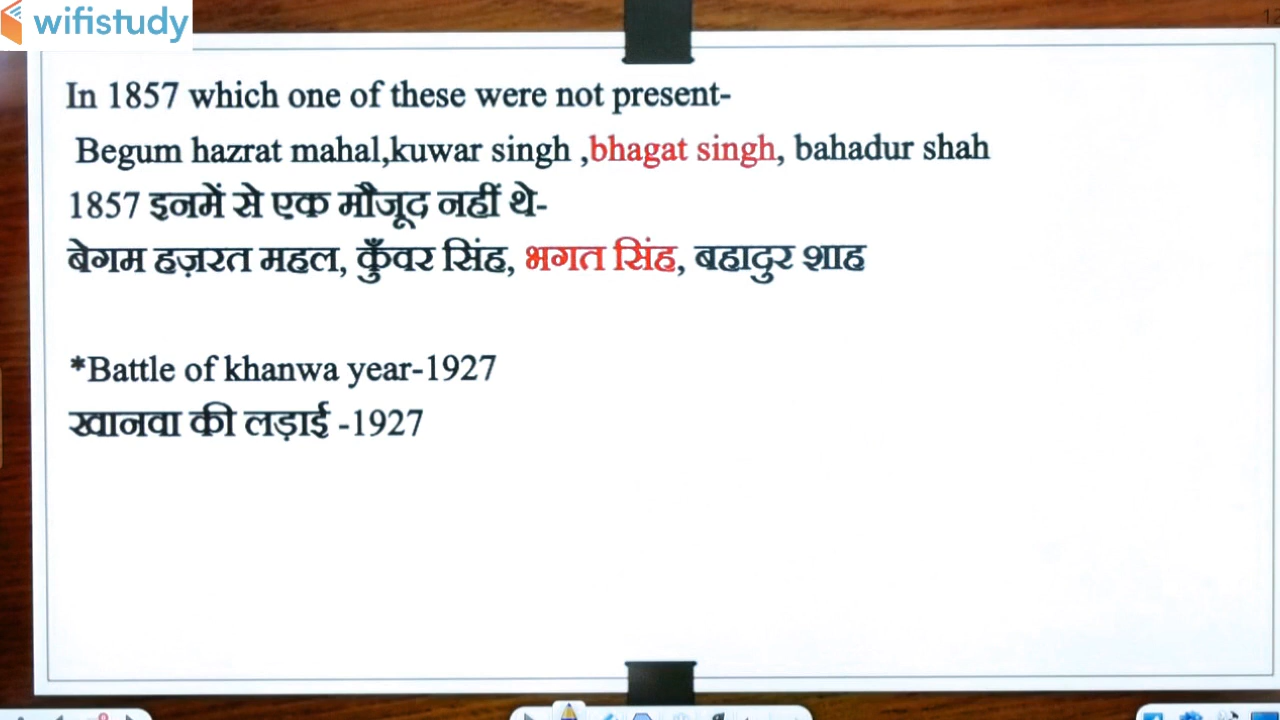 wifistudy
In 1857 which one of these were not present-
Begum hazrat mahal,kuwar singh ,bhagat singh, bahadur shah
1857 इनमें से एक मौजूद नहीं थे-
बेगम हज़रत महल, कुँवर सिंह, भगत सिंह, बहादुर शाह
*Battle of khanwa year-1927
खानवा की लड़ाई -1927